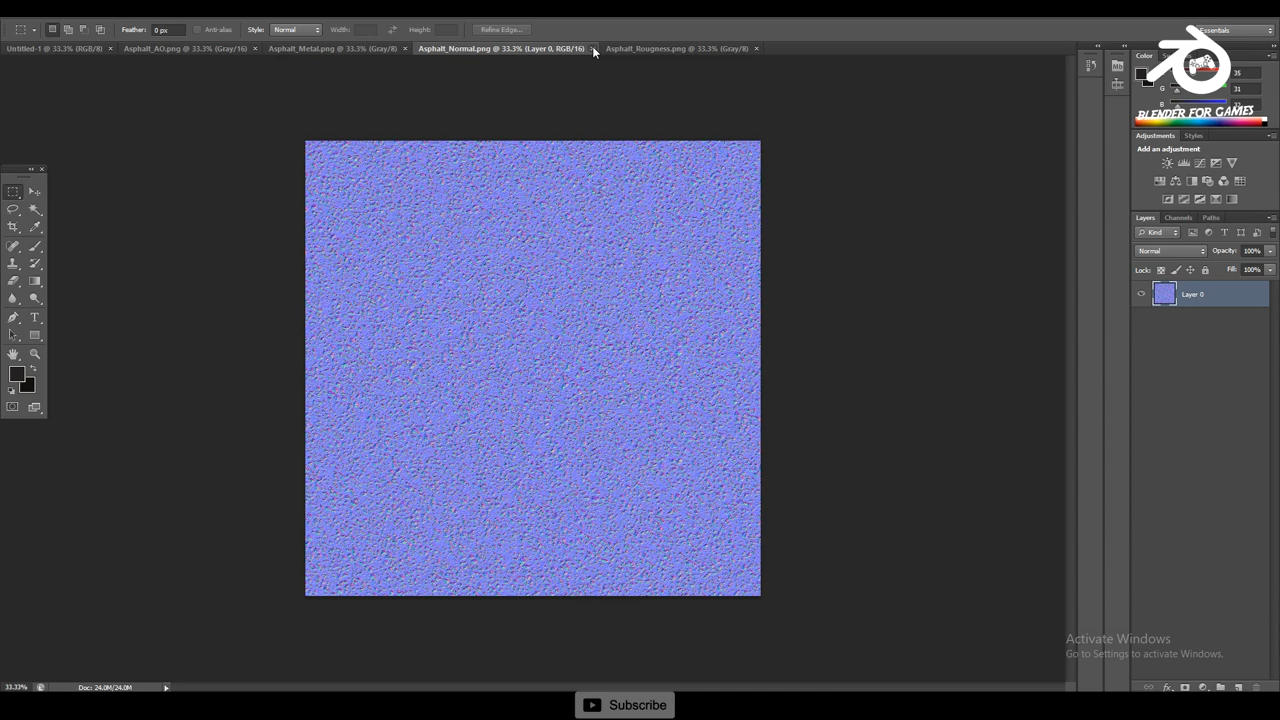 Feather: 0 px Anti-alias Style: Normal Width: Height: Refine Edge... Essentials
Untitled-1 @ 33.3% (RGB/8) Asphalt_AO.png @ 33.3% (Gray/16) Asphalt_Metal.png @ 33.3% (Gray/8) Asphalt_Normal.png @ 33.3% (Layer 0, RGB/16) Asphalt_Rougness.png @ 33.3% (Gray/8)
Color
35
G 31
B
BLENDER FOR GAMES
Adjustments Styles
Add an adjustment
Layers Channels Paths
Kind
Normal Opacity: 100%
Lock: Fill: 100%
Layer 0
Activate Windows
Go to Settings to activate Windows.
33.33% Doc: 24.0M/24.0M
Subscribe